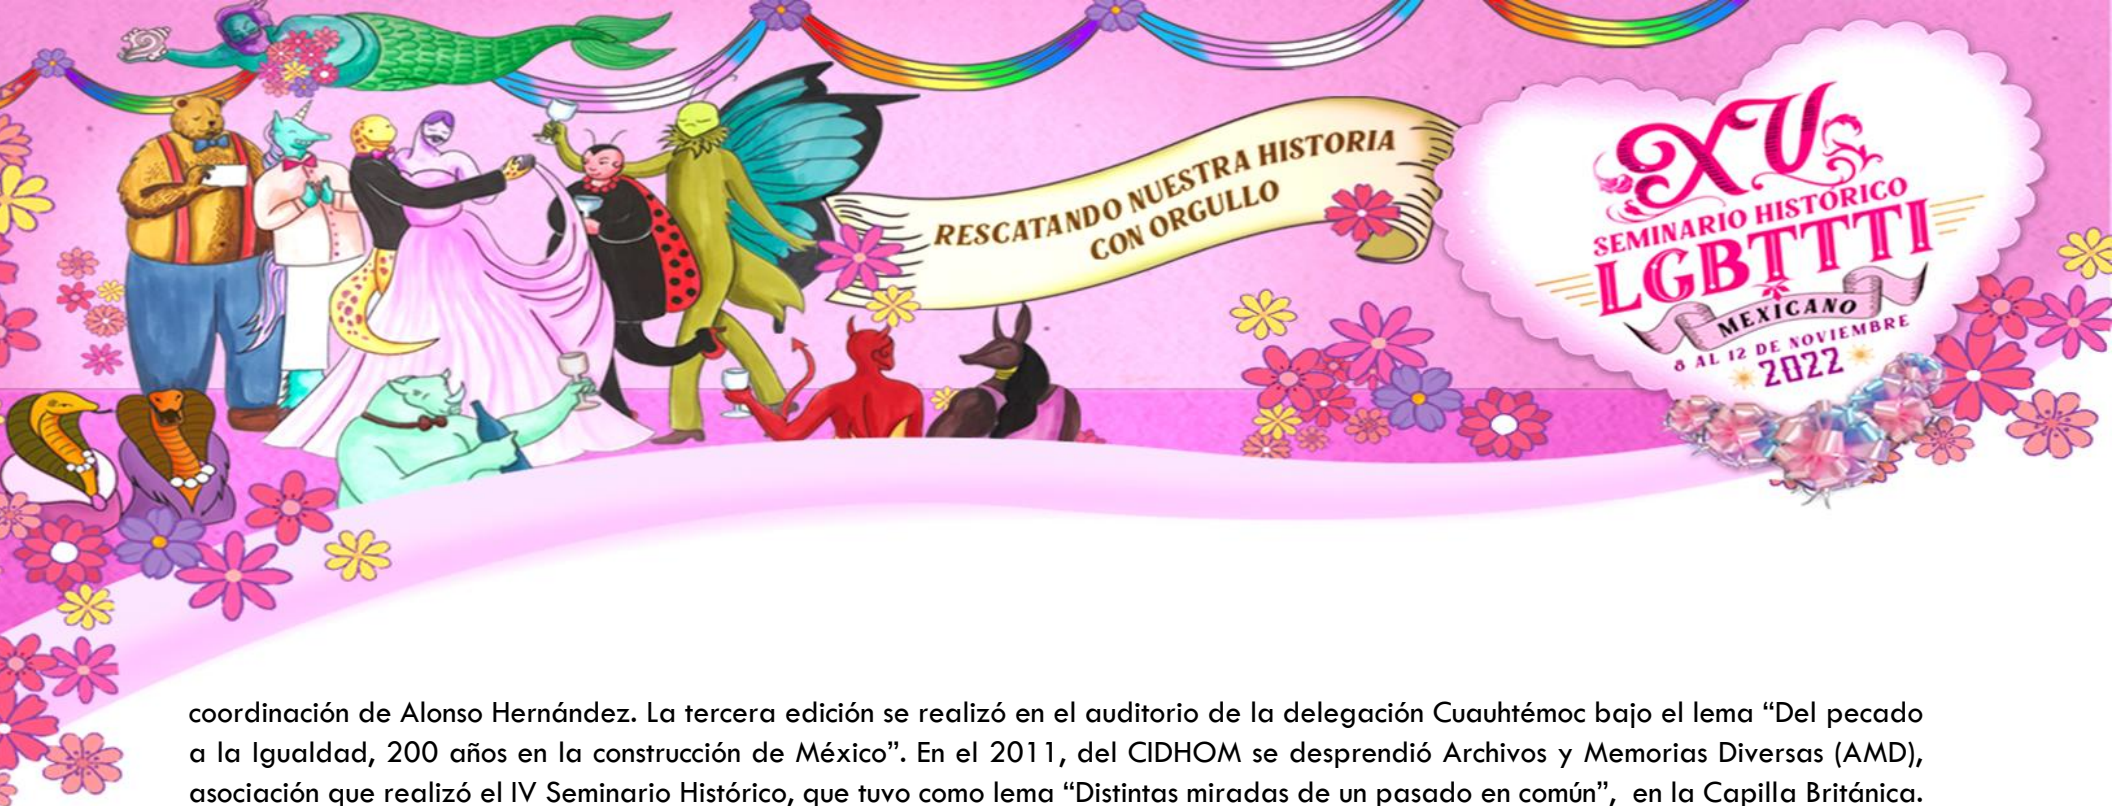 RESCATANDO NUESTRA HISTORIA
CON ORGULLO
XV
SEMINARIO HISTÓRICO
LGBTTTI
MEXICANO
8 AL 12 DE NOVIEMBRE
2022
coordinación de Alonso Hernández. La tercera edición se realizó en el auditorio de la delegación Cuauhtémoc bajo el lema “Del pecado
a la Igualdad, 200 años en la construcción de México”. En el 2011, del CIDHOM se desprendió Archivos y Memorias Diversas (AMD),
asociación que realizó el IV Seminario Histórico, que tuvo como lema “Distintas miradas de un pasado en común”, en la Capilla Británica.